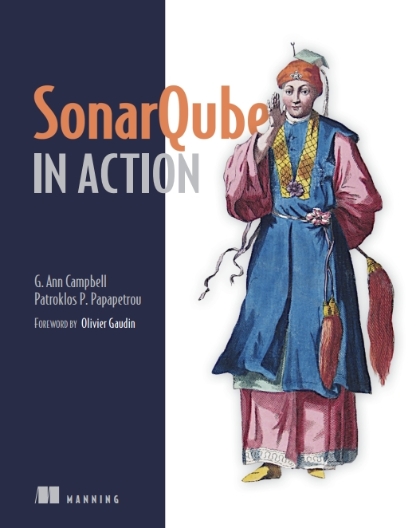 SonarQube
IN ACTION
G. Ann Campbell
Patroklos P. Papapetrou
FOREWORD BY Olivier Gaudin
MANNING